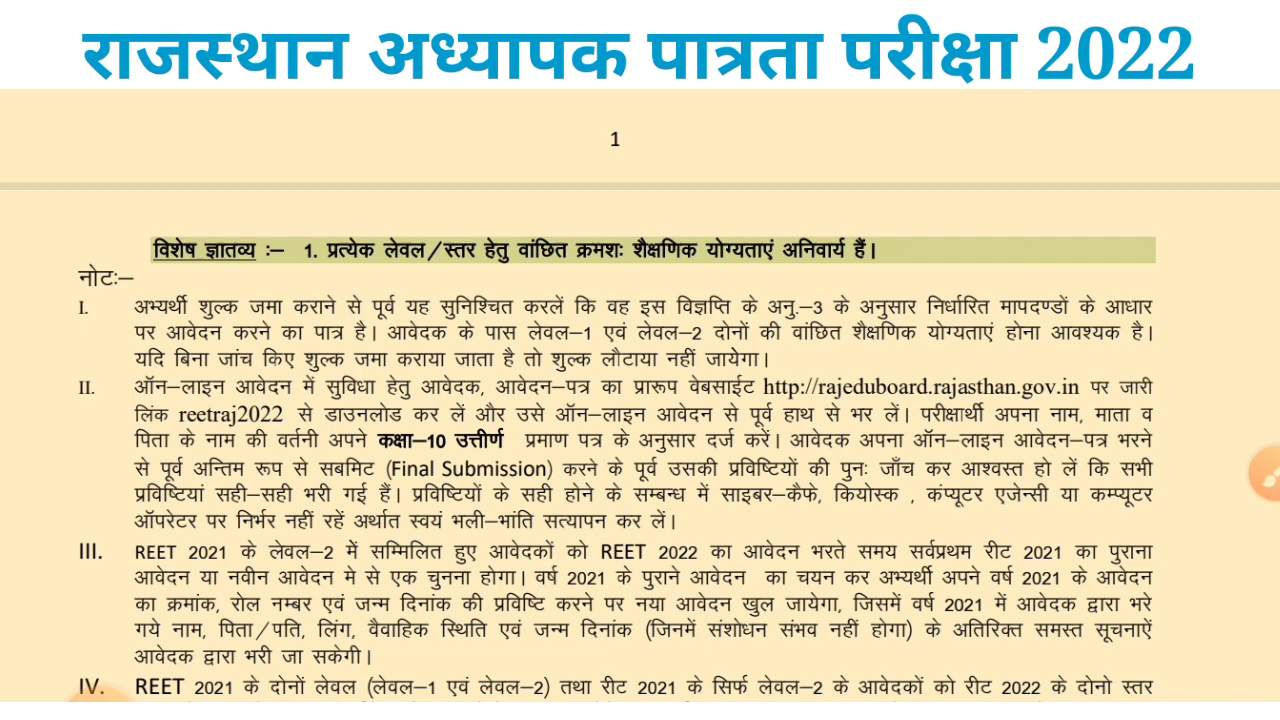 राजस्थान अध्यापक पात्रता परीक्षा 2022
1
विशेष ज्ञातव्य :– 1. प्रत्येक लेवल/स्तर हेतु वांछित क्रमशः शैक्षणिक योग्यताएं अनिवार्य हैं।
नोटः–
I. अभ्यर्थी शुल्क जमा कराने से पूर्व यह सुनिश्चित करलें कि वह इस विज्ञप्ति के अनु.–3 के अनुसार निर्धारित मापदण्डों के आधार
पर आवेदन करने का पात्र है। आवेदक के पास लेवल–1 एवं लेवल–2 दोनों की वांछित शैक्षणिक योग्यताएं होना आवश्यक है।
यदि बिना जांच किए शुल्क जमा कराया जाता है तो शुल्क लौटाया नहीं जायेगा।
II. ऑन–लाइन आवेदन में सुविधा हेतु आवेदक, आवेदन–पत्र का प्रारूप वेबसाईट http://rajeduboard.rajasthan.gov.in पर जारी
लिंक reetraj2022 से डाउनलोड कर लें और उसे ऑन–लाइन आवेदन से पूर्व हाथ से भर लें। परीक्षार्थी अपना नाम, माता व
पिता के नाम की वर्तनी अपने कक्षा–10 उत्तीर्ण प्रमाण पत्र के अनुसार दर्ज करें। आवेदक अपना ऑन–लाइन आवेदन–पत्र भरने
से पूर्व अन्तिम रूप से सबमिट (Final Submission) करने के पूर्व उसकी प्रविष्टियों की पुनः जाँच कर आश्वस्त हो लें कि सभी
प्रविष्टियां सही–सही भरी गई हैं। प्रविष्टियों के सही होने के सम्बन्ध में साइबर–कैफे, कियोस्क , कंप्यूटर एजेन्सी या कम्प्यूटर
ऑपरेटर पर निर्भर नहीं रहें अर्थात स्वयं भली–भांति सत्यापन कर लें।
III. REET 2021 के लेवल–2 में सम्मिलित हुए आवेदकों को REET 2022 का आवेदन भरते समय सर्वप्रथम रीट 2021 का पुराना
आवेदन या नवीन आवेदन मे से एक चुनना होगा। वर्ष 2021 के पुराने आवेदन का चयन कर अभ्यर्थी अपने वर्ष 2021 के आवेदन
का क्रमांक, रोल नम्बर एवं जन्म दिनांक की प्रविष्टि करने पर नया आवेदन खुल जायेगा, जिसमें वर्ष 2021 में आवेदक द्वारा भरे
गये नाम, पिता/पति, लिंग, वैवाहिक स्थिति एवं जन्म दिनांक (जिनमें संशोधन संभव नहीं होगा) के अतिरिक्त समस्त सूचनाऐं
आवेदक द्वारा भरी जा सकेगी।
IV. REET 2021 के दोनों लेवल (लेवल–1 एवं लेवल–2) तथा रीट 2021 के सिर्फ लेवल–2 के आवेदकों को रीट 2022 के दोनो स्तर